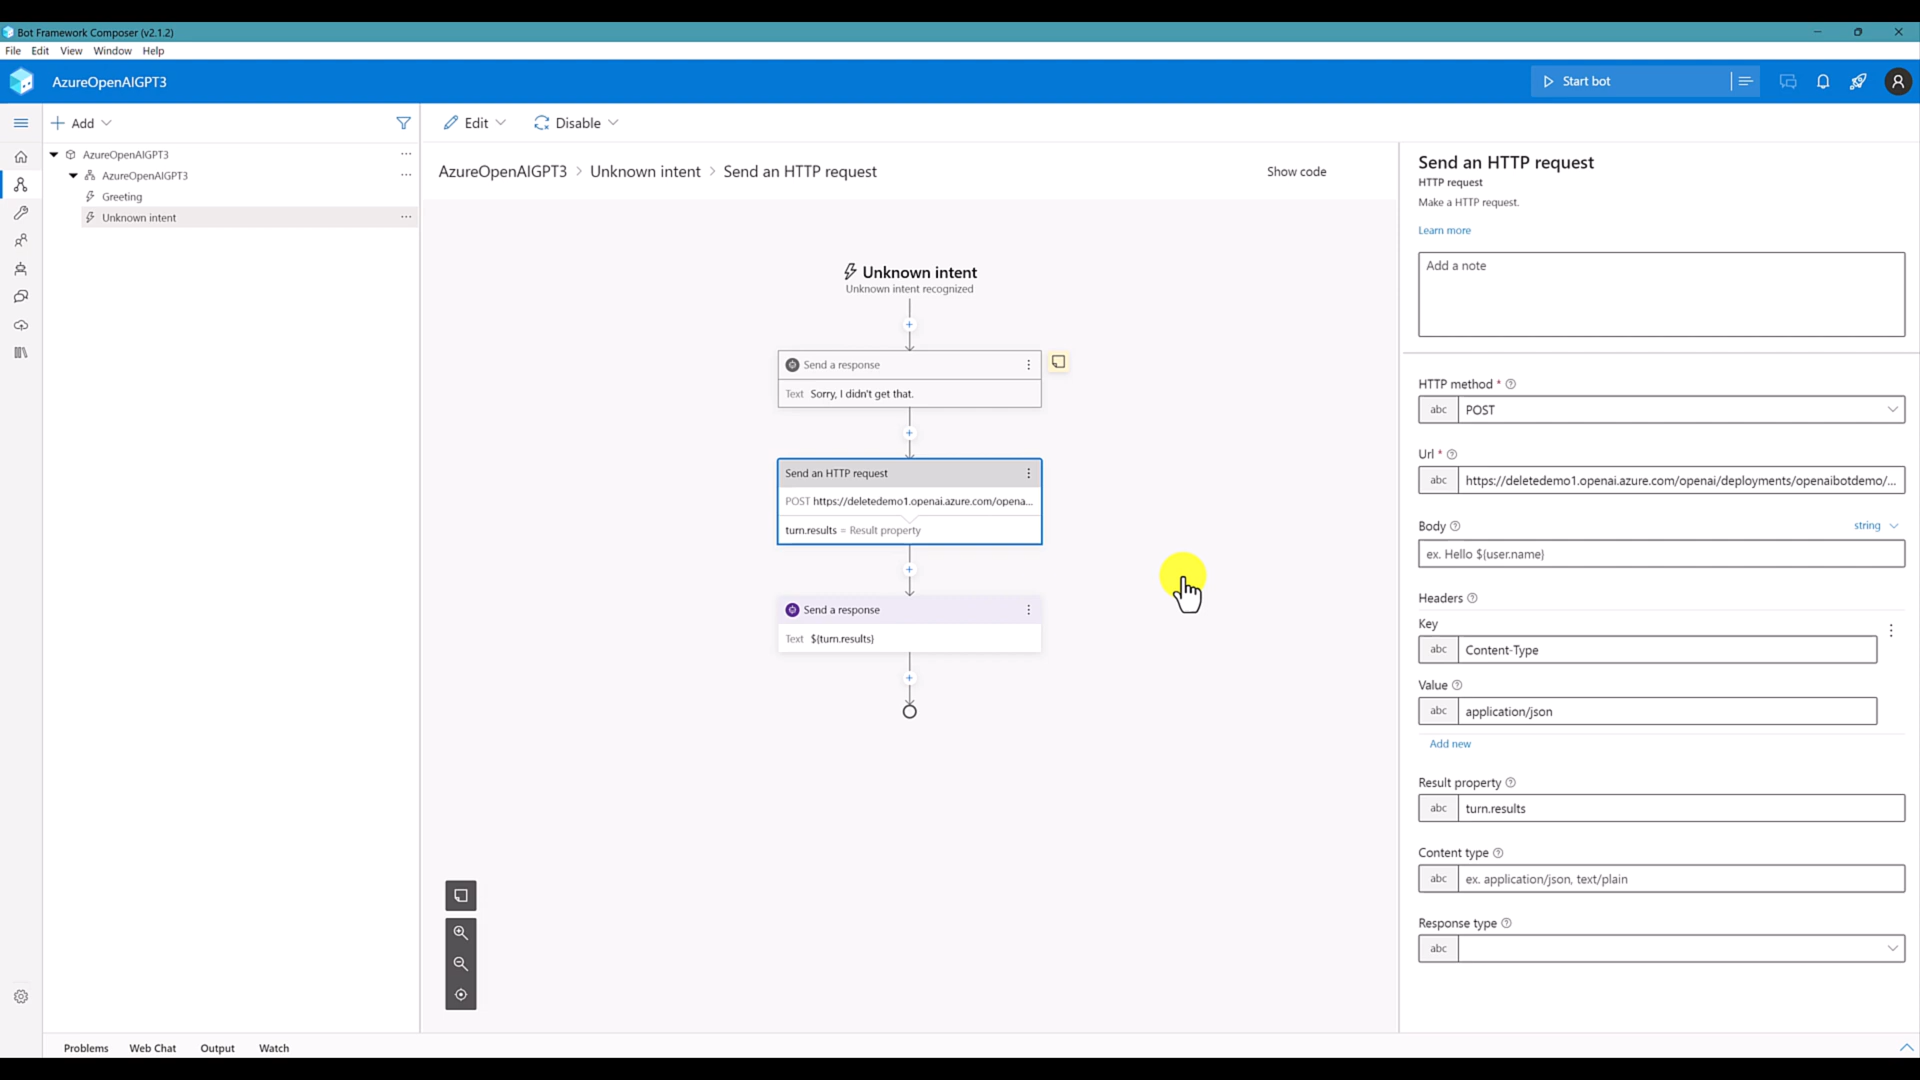 Bot Framework Composer (v2.1.2)
File Edit View Window Help
AzureOpenAIGPT3
Start bot
Add
Edit
Disable
AzureOpenAIGPT3
AzureOpenAIGPT3
Greeting
Unknown intent
AzureOpenAIGPT3 > Unknown intent > Send an HTTP request
Show code
Unknown intent
Unknown intent recognized
Send a response
Text Sorry, I didn't get that.
Send an HTTP request
POST https://deletedemo1.openai.azure.com/opena...
turn.results = Result property
Send a response
Text ${turn.results}
Send an HTTP request
HTTP request
Make a HTTP request.
Learn more
Add a note
HTTP method *
abc POST
Url *
abc https://deletedemo1.openai.azure.com/openai/deployments/openaibotdemo/...
Body
string
ex. Hello ${user.name}
Headers
Key
abc Content-Type
Value
abc application/json
Add new
Result property
abc turn.results
Content type
abc ex. application/json, text/plain
Response type
abc
Problems Web Chat Output Watch